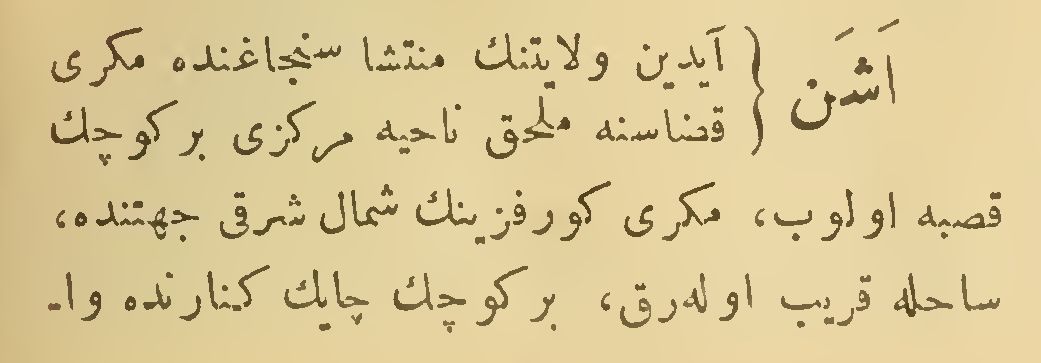 اَشَن } آیدین ولایتنك منتشا سنجاغنده مكری
قضاسنه ملحق ناحیه مركزی بر كوچك
قصبه اولوب، مكری كورفزینك شمال شرقی جهتنده،
ساحله قریب اوله‌رق، بر كوچك چایك كنارنده وا-